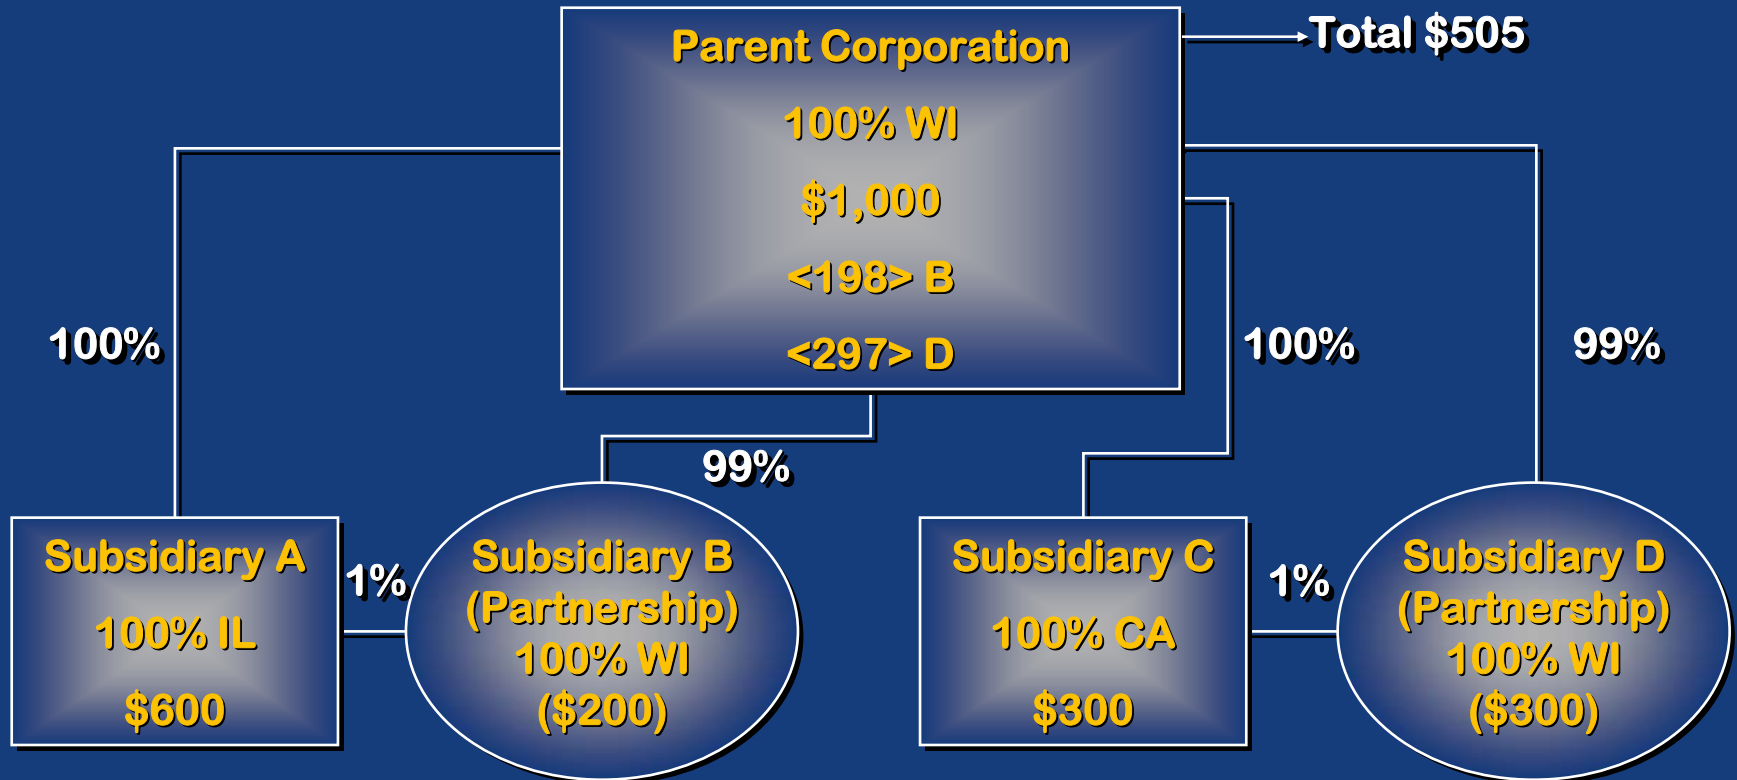 Parent Corporation
100% WI
$1,000
<198> B
<297> D
Total $505
100%
99%
100%
99%
Subsidiary A
100% IL
$600
1%
Subsidiary B
(Partnership)
100% WI
($200)
Subsidiary C
100% CA
$300
1%
Subsidiary D
(Partnership)
100% WI
($300)